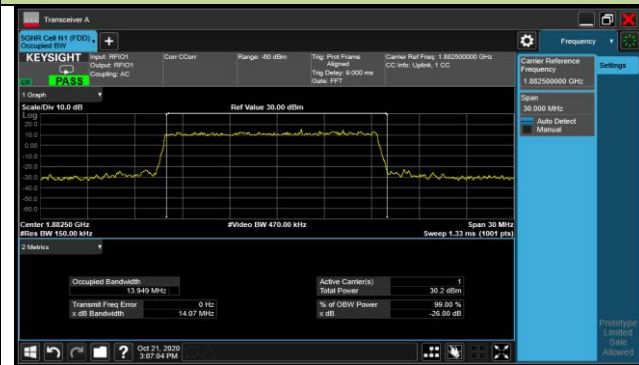 Transceiver A
5GNR Cell N1 (FDD)
Occupied BW
Frequency
KEYSIGHT
PASS
Input: RFIO1
Output: RFIO1
Coupling: AC
Corr CCorr
Range: -80 dBm
Trig: Prot Frame
Aligned
Trig Delay: 8.000 ms
Gate: FFT
Carrier Ref Freq: 1.882500000 GHz
CC Info: Uplink, 1 CC
Carrier Reference
Frequency
1.882500000 GHz
Settings
Span
30.000 MHz
Auto Detect
Manual
1 Graph
Scale/Div 10.0 dB
Ref Value 30.00 dBm
Log
20.0
10.0
0.00
-10.0
-20.0
-30.0
-40.0
-50.0
-60.0
Center 1.88250 GHz
#Video BW 470.00 kHz
Span 30 MHz
#Res BW 150.00 kHz
Sweep 1.33 ms (1001 pts)
2 Metrics
Occupied Bandwidth
13.949 MHz
Active Carrier(s) 1
Total Power 30.2 dBm
Transmit Freq Error 0 Hz
x dB Bandwidth 14.07 MHz
% of OBW Power 99.00 %
x dB -26.00 dB
Prototype
Limited
Sale
Allowed
Oct 21, 2020
3:07:04 PM